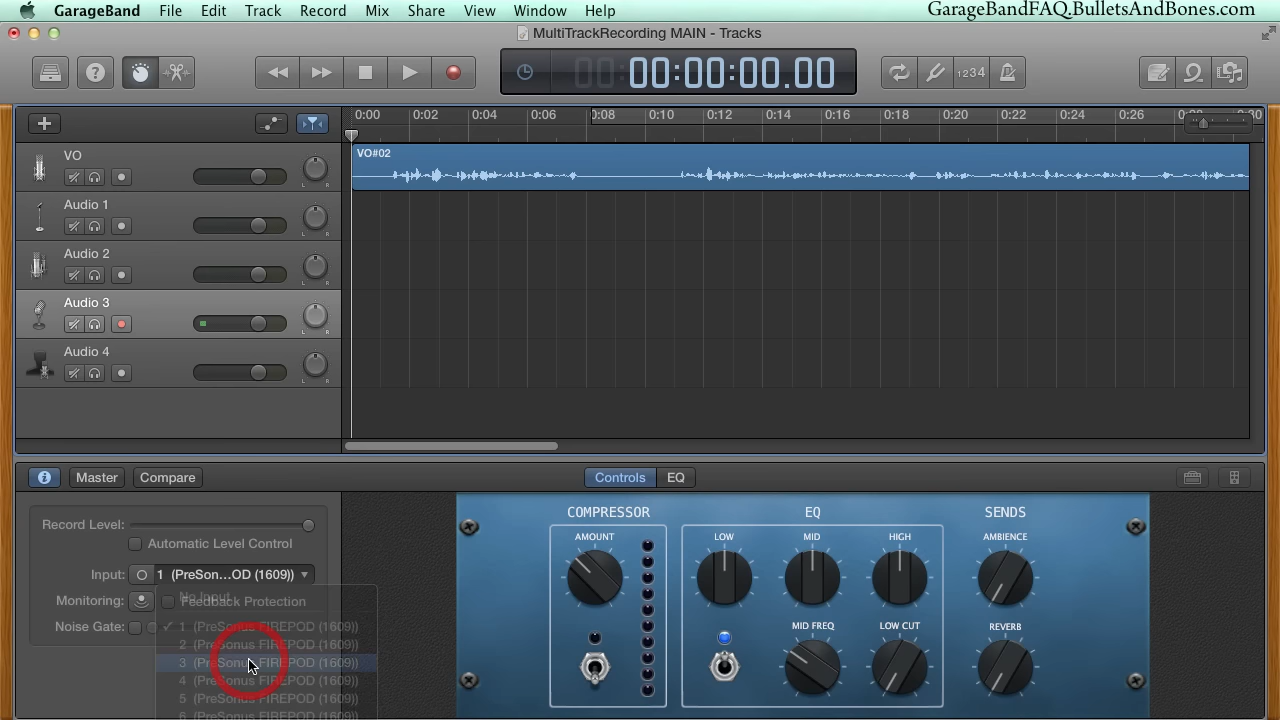 GarageBand File Edit Track Record Mix Share View Window Help GarageBandFAQ.BulletsAndBones.com
MultiTrackRecording MAIN - Tracks
00:00:00.00
1234
0:00 0:02 0:04 0:06 0:08 0:10 0:12 0:14 0:16 0:18 0:20 0:22 0:24 0:26
VO
VO#02
L R
Audio 1
L R
Audio 2
L R
Audio 3
L R
Audio 4
L R
Master Compare Controls EQ
COMPRESSOR EQ SENDS
Record Level:
AMOUNT LOW MID HIGH AMBIENCE
Automatic Level Control
Input: 1 (PreSon...OD (1609))
No Input
Monitoring: Feedback Protection
Noise Gate: ✓ 1 (PreSonus FIREPOD (1609))
MID FREQ LOW CUT REVERB
2 (PreSonus FIREPOD (1609))
3 (PreSonus FIREPOD (1609))
4 (PreSonus FIREPOD (1609))
5 (PreSonus FIREPOD (1609))
6 (PreSonus FIREPOD (1609))